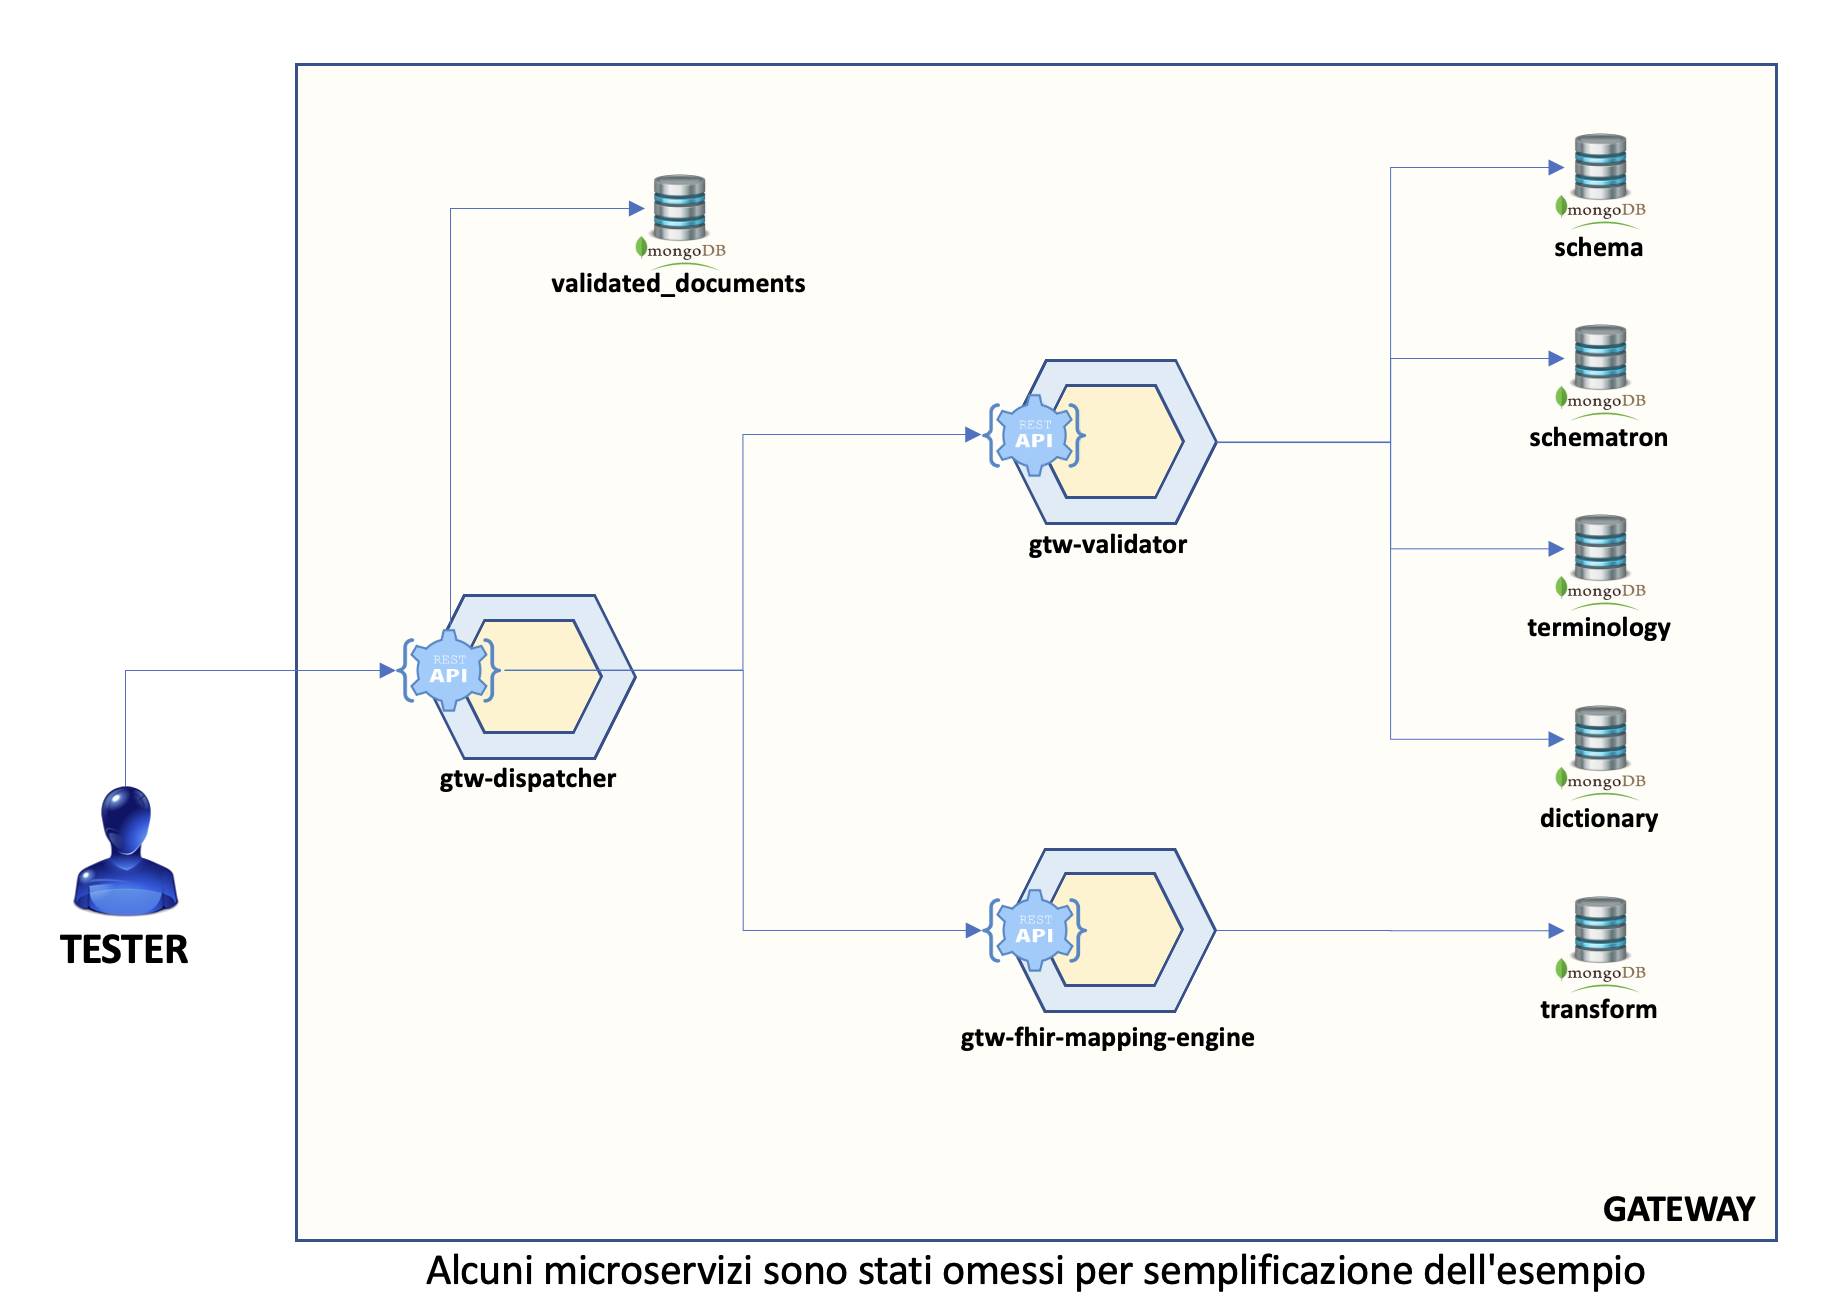 mongoDB
schema
mongoDB
validated_documents
mongoDB
schematron
REST
API
gtw-validator
mongoDB
terminology
REST
API
gtw-dispatcher
mongoDB
dictionary
TESTER
REST
API
gtw-fhir-mapping-engine
mongoDB
transform
GATEWAY
Alcuni microservizi sono stati omessi per semplificazione dell'esempio